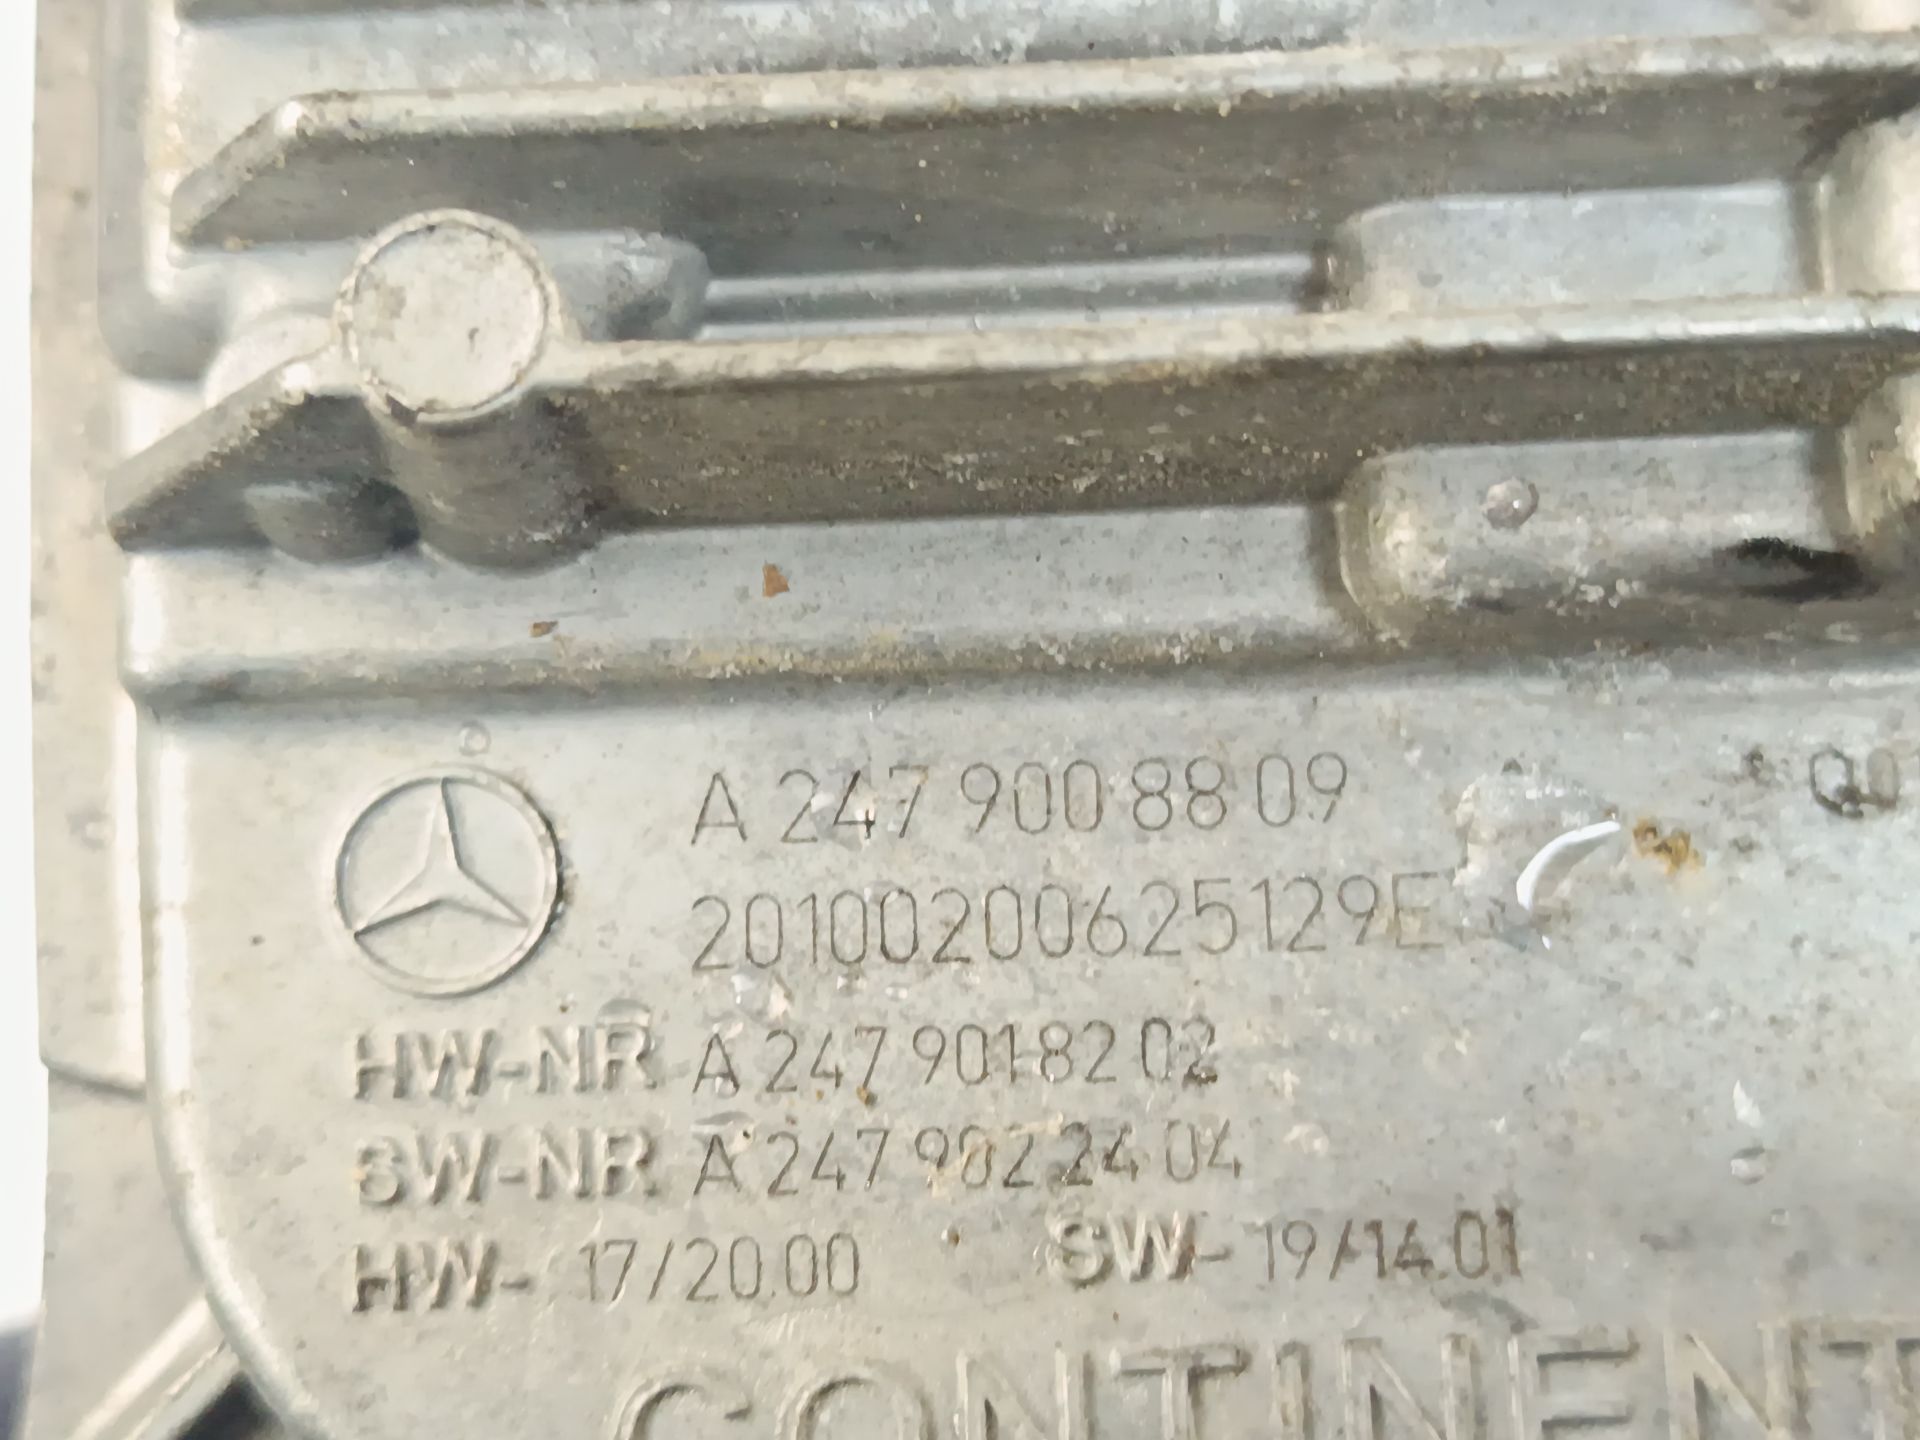 A 247 900 88 09
20100200625129E
HW-NR A 247 901 82 02
SW-NR A 247 902 24 04
HW- 17/20.00 SW- 19/14.01
CONTINENT